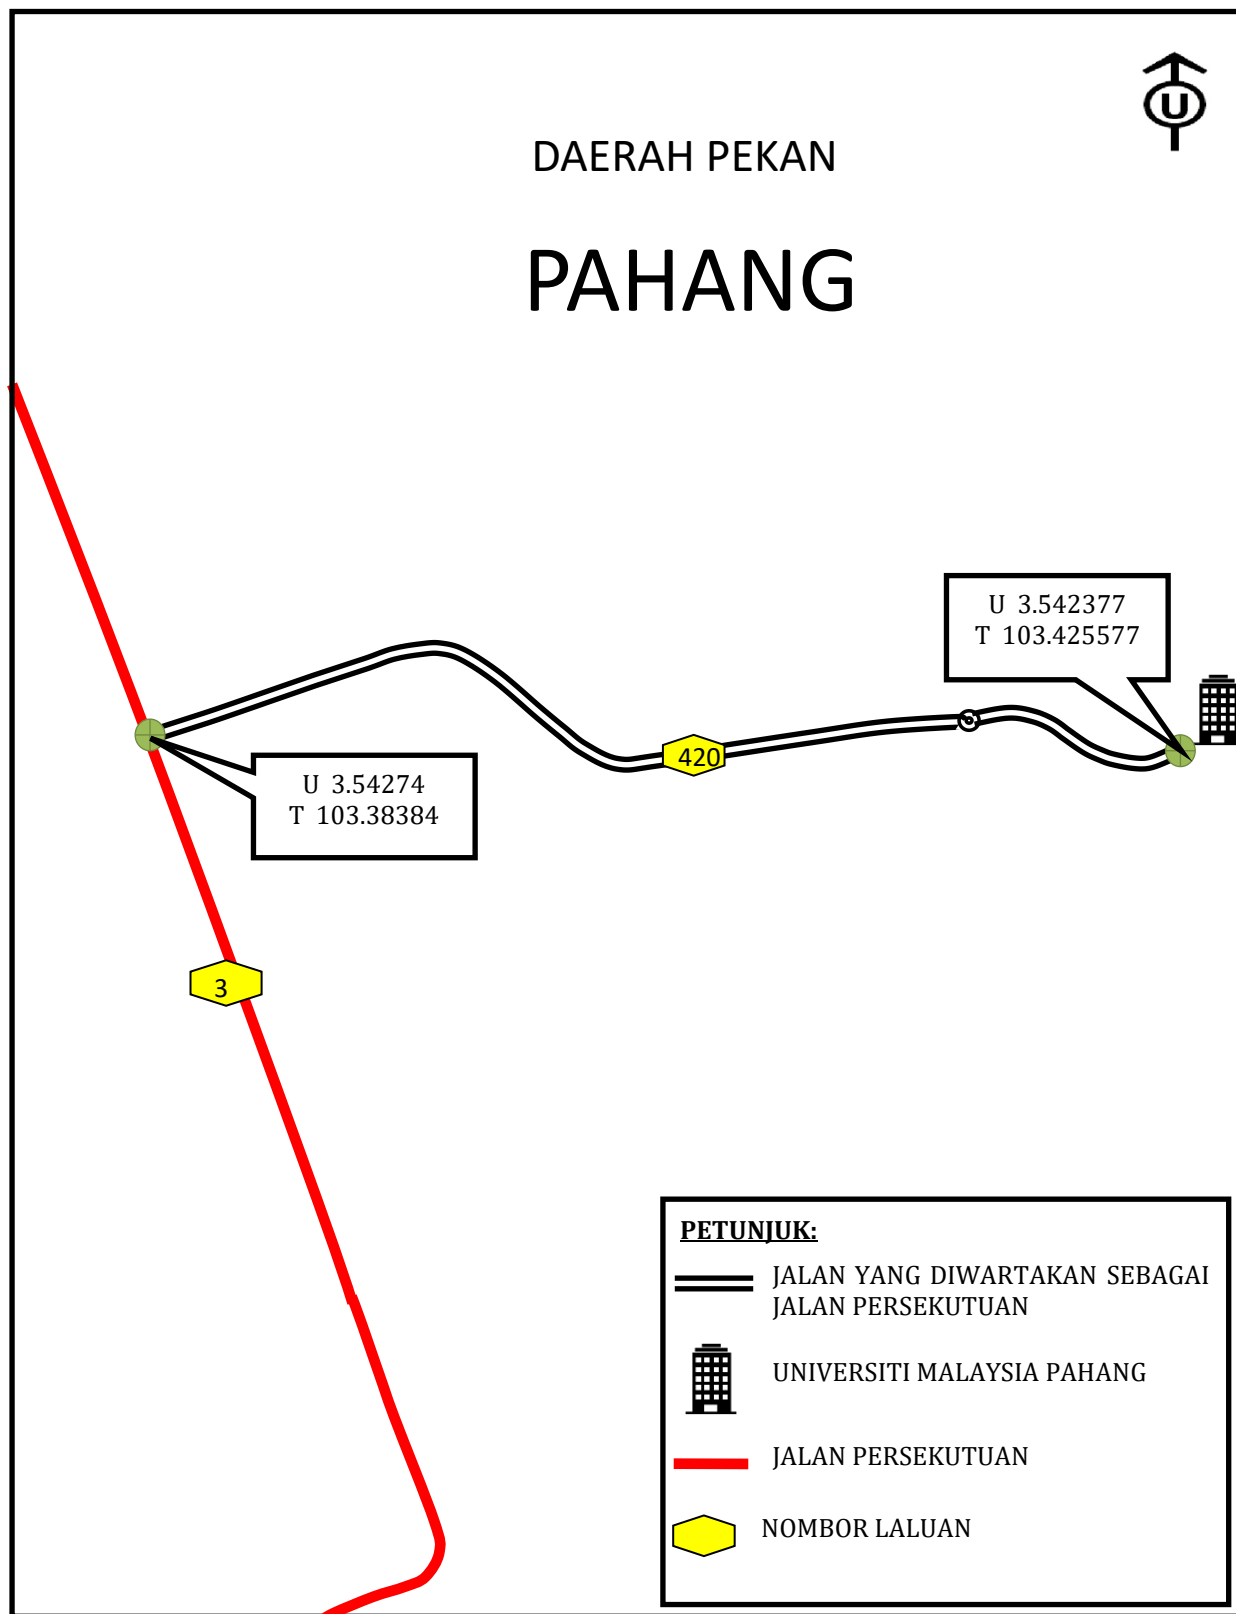 U
DAERAH PEKAN
PAHANG
U 3.542377
T 103.425577
420
U 3.54274
T 103.38384
3
PETUNJUK:
JALAN YANG DIWARTAKAN SEBAGAI
JALAN PERSEKUTUAN
UNIVERSITI MALAYSIA PAHANG
JALAN PERSEKUTUAN
NOMBOR LALUAN